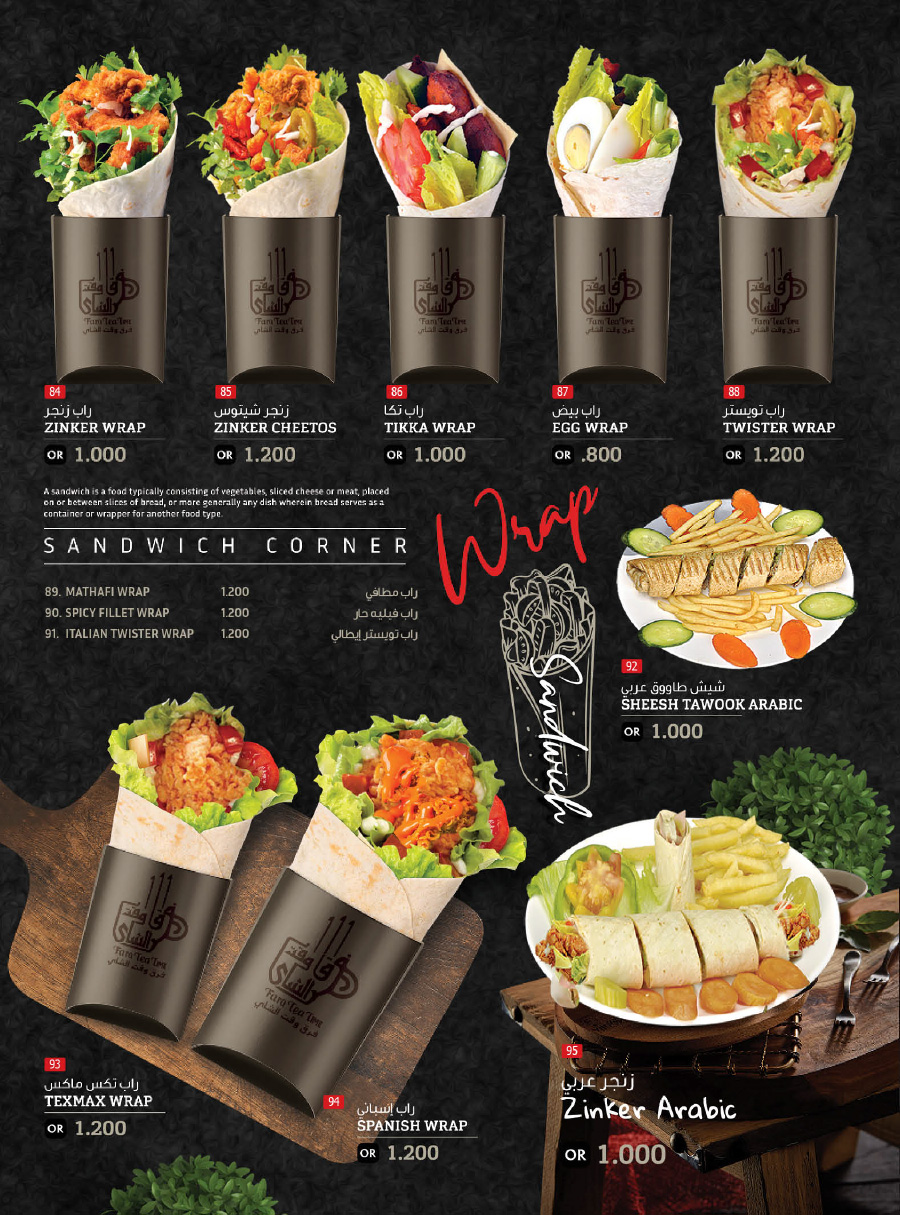 84
راب زنجر
ZINKER WRAP
OR 1.000
85
زنجر شيتوس
ZINKER CHEETOS
OR 1.200
86
راب تكا
TIKKA WRAP
OR 1.000
87
راب بيض
EGG WRAP
OR .800
88
راب تويستر
TWISTER WRAP
OR 1.200
A sandwich is a food typically consisting of vegetables, sliced cheese or meat, placed
on or between slices of bread, or more generally any dish wherein bread serves as a
container or wrapper for another food type.
SANDWICH CORNER
89. MATHAFI WRAP 1.200 راب مطافي
90. SPICY FILLET WRAP 1.200 راب فيليه حار
91. ITALIAN TWISTER WRAP 1.200 راب تويستر إيطالي
Wrap
Sandwich
92
شيش طاووق عربي
SHEESH TAWOOK ARABIC
OR 1.000
93
راب تكس ماكس
TEXMAX WRAP
OR 1.200
94
راب إسباني
SPANISH WRAP
OR 1.200
95
زنجر عربي
Zinker Arabic
OR 1.000